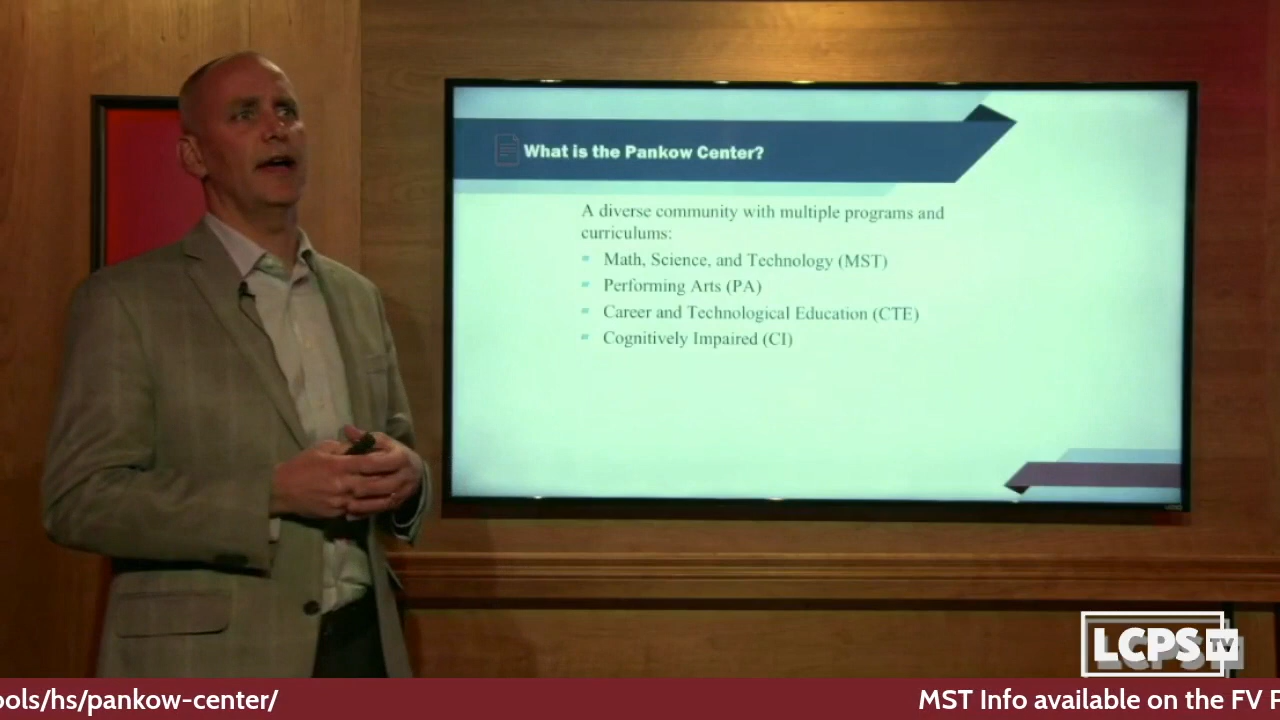 What is the Pankow Center?
A diverse community with multiple programs and
curriculums:
Math, Science, and Technology (MST)
Performing Arts (PA)
Career and Technological Education (CTE)
Cognitively Impaired (CI)
LCPS TV
ools/hs/pankow-center/
MST Info available on the FV